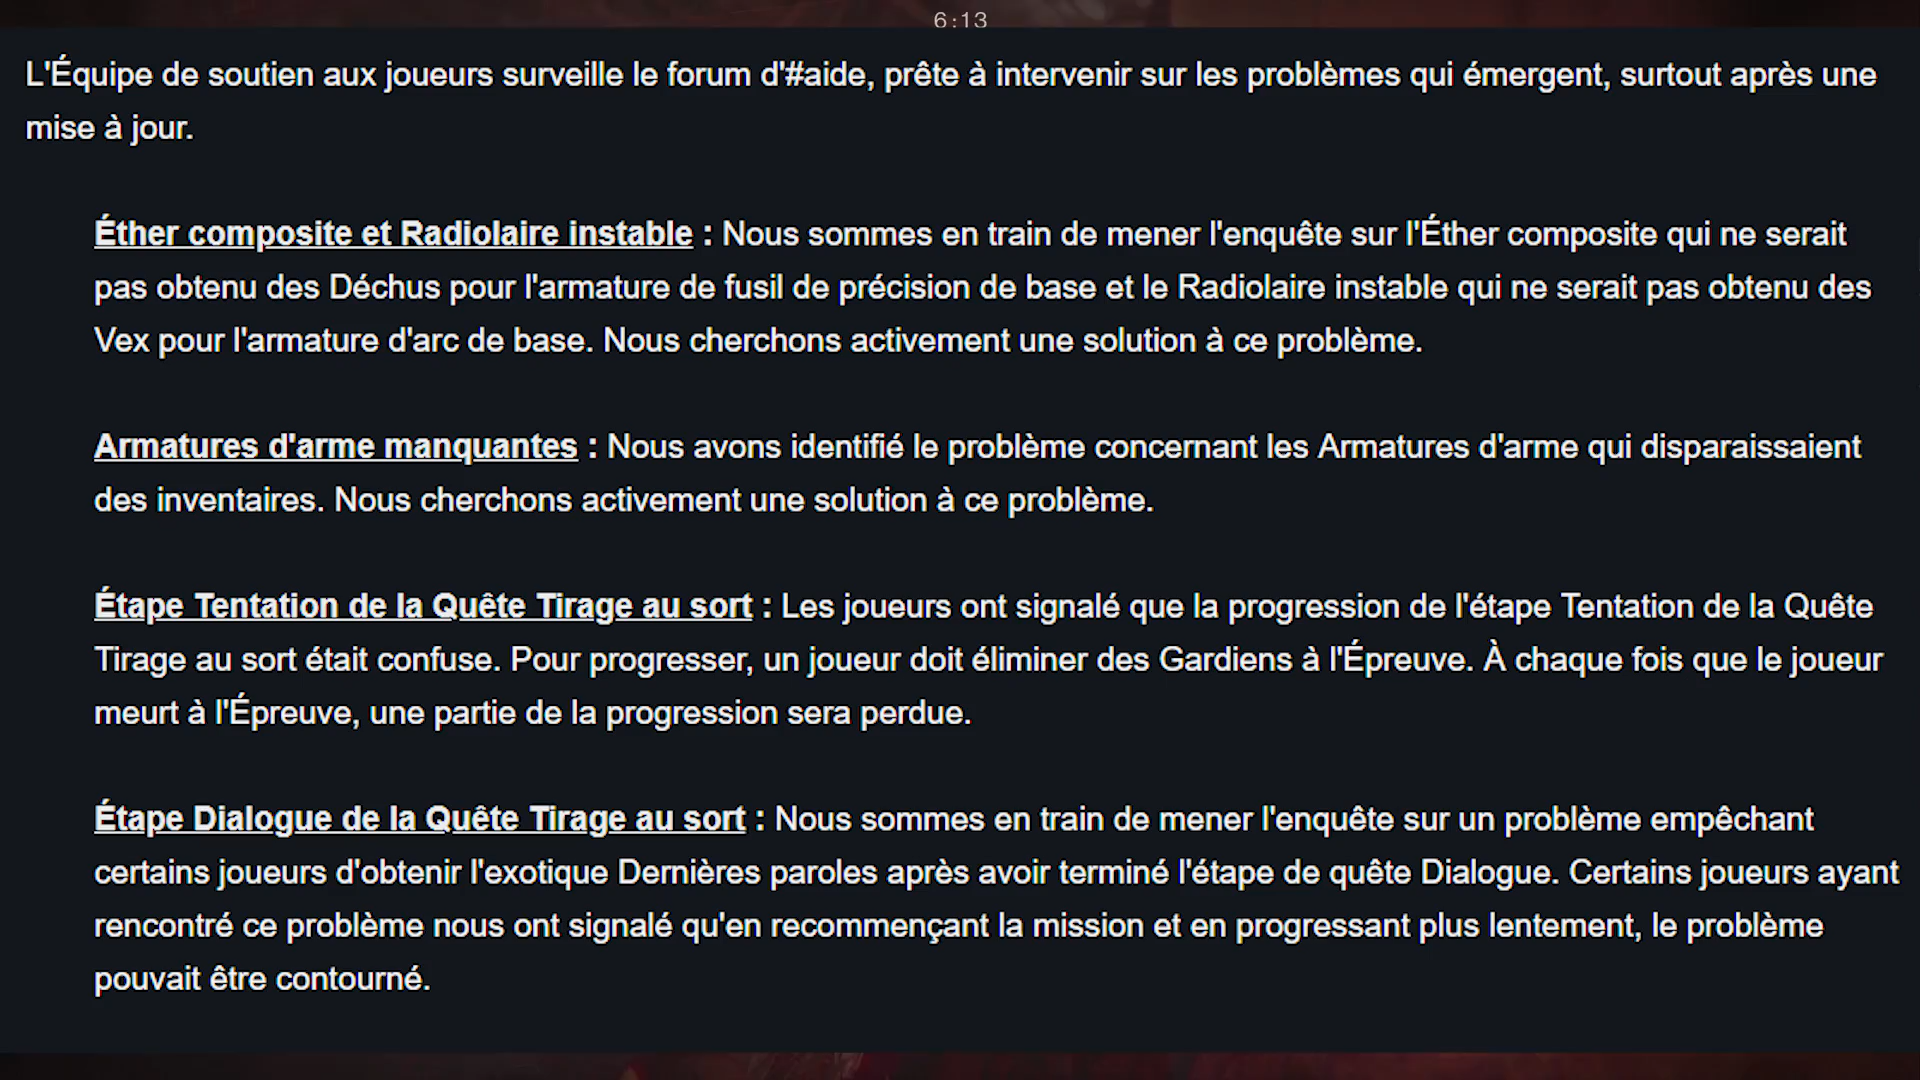 6:13
L'Équipe de soutien aux joueurs surveille le forum d'#aide, prête à intervenir sur les problèmes qui émergent, surtout après une
mise à jour.
Éther composite et Radiolaire instable : Nous sommes en train de mener l'enquête sur l'Éther composite qui ne serait
pas obtenu des Déchus pour l'armature de fusil de précision de base et le Radiolaire instable qui ne serait pas obtenu des
Vex pour l'armature d'arc de base. Nous cherchons activement une solution à ce problème.
Armatures d'arme manquantes : Nous avons identifié le problème concernant les Armatures d'arme qui disparaissaient
des inventaires. Nous cherchons activement une solution à ce problème.
Étape Tentation de la Quête Tirage au sort : Les joueurs ont signalé que la progression de l'étape Tentation de la Quête
Tirage au sort était confuse. Pour progresser, un joueur doit éliminer des Gardiens à l'Épreuve. À chaque fois que le joueur
meurt à l'Épreuve, une partie de la progression sera perdue.
Étape Dialogue de la Quête Tirage au sort : Nous sommes en train de mener l'enquête sur un problème empêchant
certains joueurs d'obtenir l'exotique Dernières paroles après avoir terminé l'étape de quête Dialogue. Certains joueurs ayant
rencontré ce problème nous ont signalé qu'en recommençant la mission et en progressant plus lentement, le problème
pouvait être contourné.